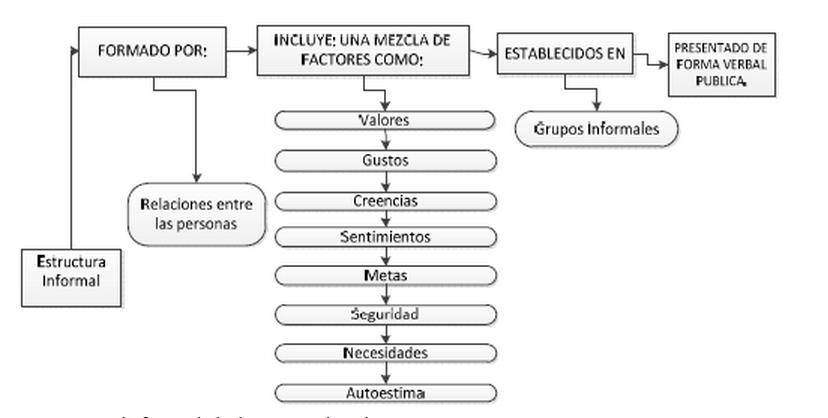 FORMADO POR:
INCLUYE: UNA MEZCLA DE
FACTORES COMO:
ESTABLECIDOS EN
PRESENTADO DE
FORMA VERBAL
PUBLICA.
Valores
Grupos Informales
Gustos
Relaciones entre
las personas
Creencias
Sentimientos
Estructura
Informal
Metas
Seguridad
Necesidades
Autoestima